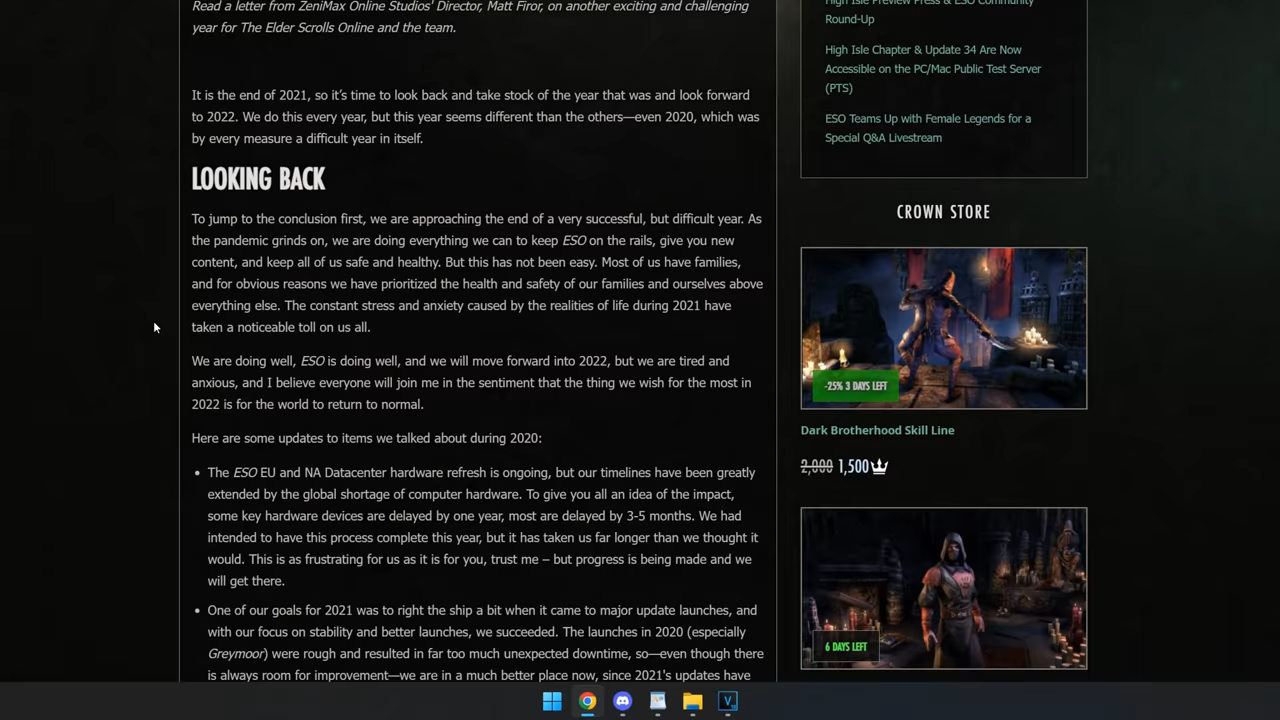 Read a letter from ZeniMax Online Studios' Director, Matt Firor, on another exciting and challenging
year for The Elder Scrolls Online and the team.
It is the end of 2021, so it’s time to look back and take stock of the year that was and look forward
to 2022. We do this every year, but this year seems different than the others—even 2020, which was
by every measure a difficult year in itself.
LOOKING BACK
To jump to the conclusion first, we are approaching the end of a very successful, but difficult year. As
the pandemic grinds on, we are doing everything we can to keep ESO on the rails, give you new
content, and keep all of us safe and healthy. But this has not been easy. Most of us have families,
and for obvious reasons we have prioritized the health and safety of our families and ourselves above
everything else. The constant stress and anxiety caused by the realities of life during 2021 have
taken a noticeable toll on us all.
We are doing well, ESO is doing well, and we will move forward into 2022, but we are tired and
anxious, and I believe everyone will join me in the sentiment that the thing we wish for the most in
2022 is for the world to return to normal.
Here are some updates to items we talked about during 2020:
• The ESO EU and NA Datacenter hardware refresh is ongoing, but our timelines have been greatly
extended by the global shortage of computer hardware. To give you all an idea of the impact,
some key hardware devices are delayed by one year, most are delayed by 3-5 months. We had
intended to have this process complete this year, but it has taken us far longer than we thought it
would. This is as frustrating for us as it is for you, trust me – but progress is being made and we
will get there.
• One of our goals for 2021 was to right the ship a bit when it came to major update launches, and
with our focus on stability and better launches, we succeeded. The launches in 2020 (especially
Greymoor) were rough and resulted in far too much unexpected downtime, so—even though there
is always room for improvement—we are in a much better place now, since 2021's updates have
High Isle Preview Press & ESO Community
Round-Up
High Isle Chapter & Update 34 Are Now
Accessible on the PC/Mac Public Test Server
(PTS)
ESO Teams Up with Female Legends for a
Special Q&A Livestream
CROWN STORE
-25% 3 DAYS LEFT
Dark Brotherhood Skill Line
2,000 1,500
6 DAYS LEFT